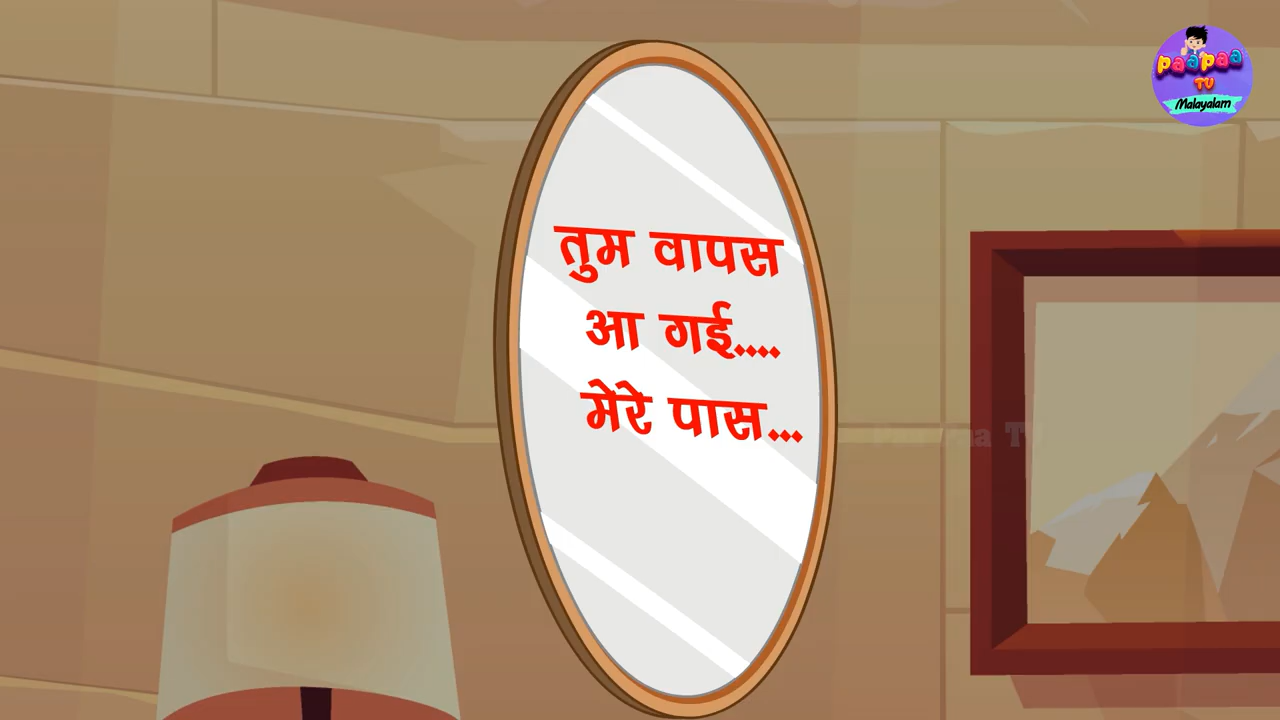 paapaa
TV
Malayalam
तुम वापस
आ गई....
मेरे पास...